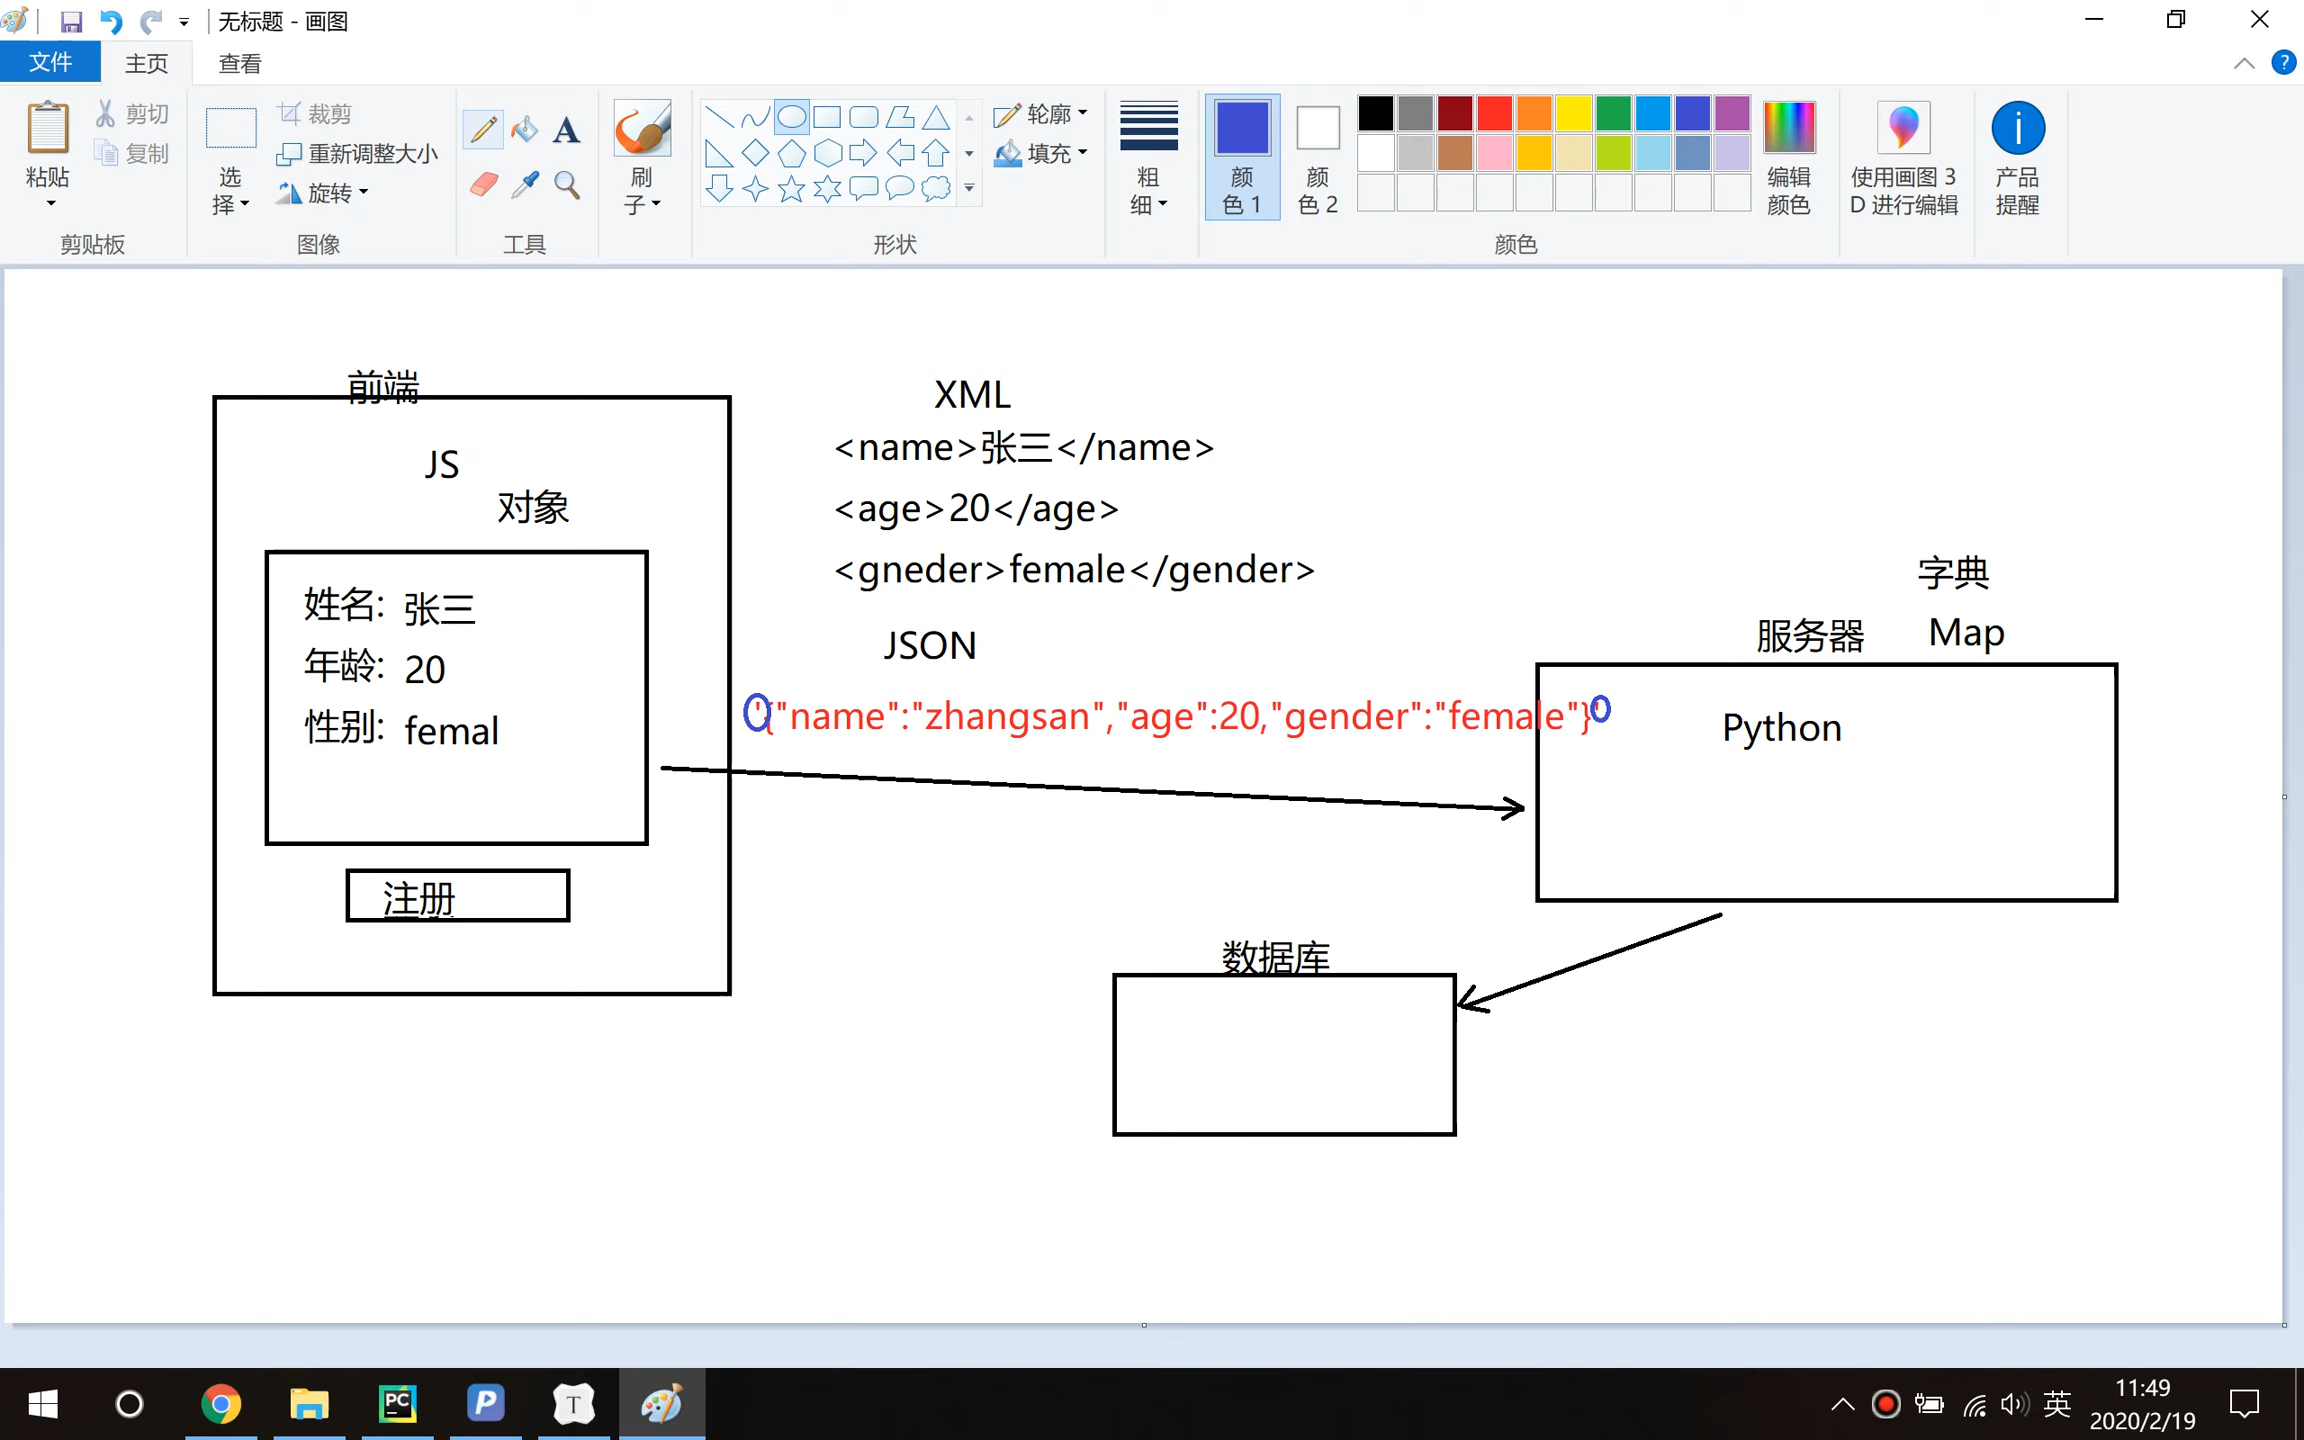 无标题 - 画图
文件
主页
查看
粘贴
剪切
复制
剪贴板
选
择
裁剪
重新调整大小
旋转
图像
A
工具
刷
子
轮廓
填充
形状
粗
细
颜
色 1
颜
色 2
编辑
颜色
颜色
使用画图 3
D 进行编辑
产品
提醒
前端
JS
对象
姓名: 张三
年龄: 20
性别: femal
注册
XML
<name>张三</name>
<age>20</age>
<gneder>female</gender>
JSON
'{"name":"zhangsan","age":20,"gender":"female"}'
字典
服务器 Map
Python
数据库
PC
P
T
英
11:49
2020/2/19